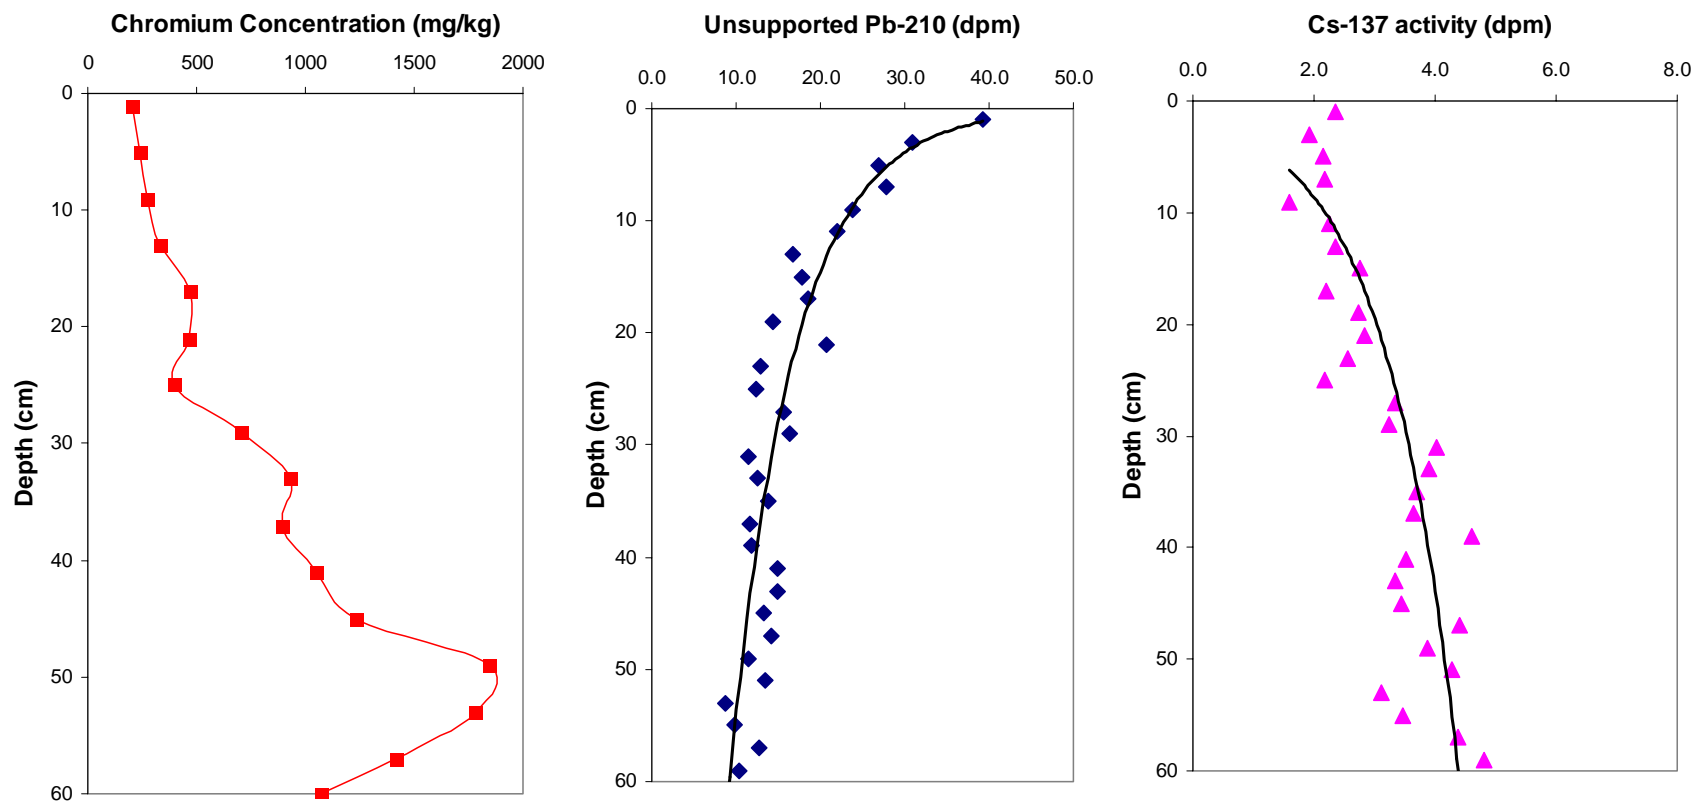 Chromium Concentration (mg/kg)
0 500 1000 1500 2000
0
10
20
30
40
50
60
Depth (cm)
Unsupported Pb-210 (dpm)
0.0 10.0 20.0 30.0 40.0 50.0
0
10
20
30
40
50
60
Depth (cm)
Cs-137 activity (dpm)
0.0 2.0 4.0 6.0 8.0
0
10
20
30
40
50
60
Depth (cm)